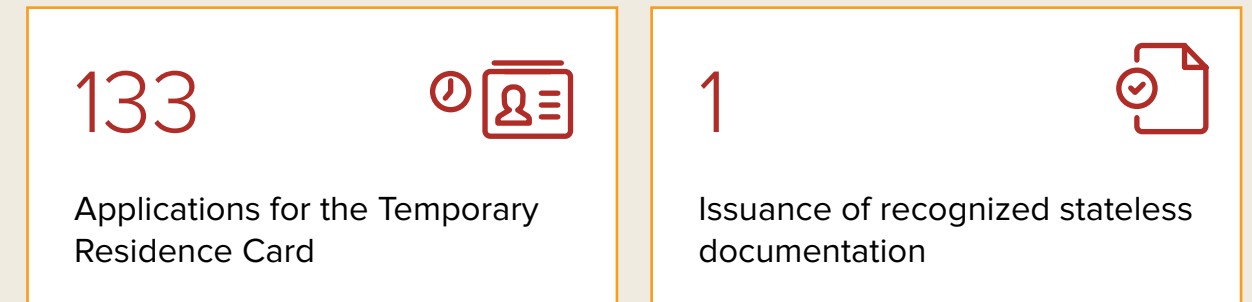 133
Applications for the Temporary
Residence Card
1
Issuance of recognized stateless
documentation